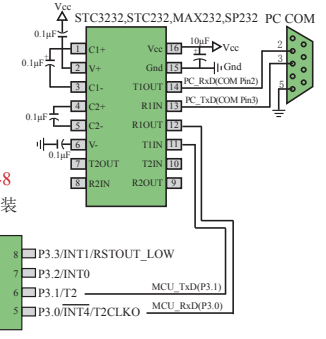 Vcc
STC3232,STC232,MAX232,SP232 PC COM
0.1μF
10μF
1 C1+ Vcc 16 Vcc
0.1μF
2 V+ Gnd 15 Gnd
3 C1- T1OUT 14 PC_RxD(COM Pin2)
4 C2+ R1IN 13 PC_TxD(COM Pin3)
0.1μF
5 C2- R1OUT 12
6 V- T1IN 11
0.1μF
7 T2OUT T2IN 10
8 R2IN R2OUT 9
2
3
5
-8
装
8 P3.3/INT1/RSTOUT_LOW
7 P3.2/INT0
6 P3.1/T2 MCU_TxD(P3.1)
5 P3.0/INT4/T2CLKO MCU_RxD(P3.0)